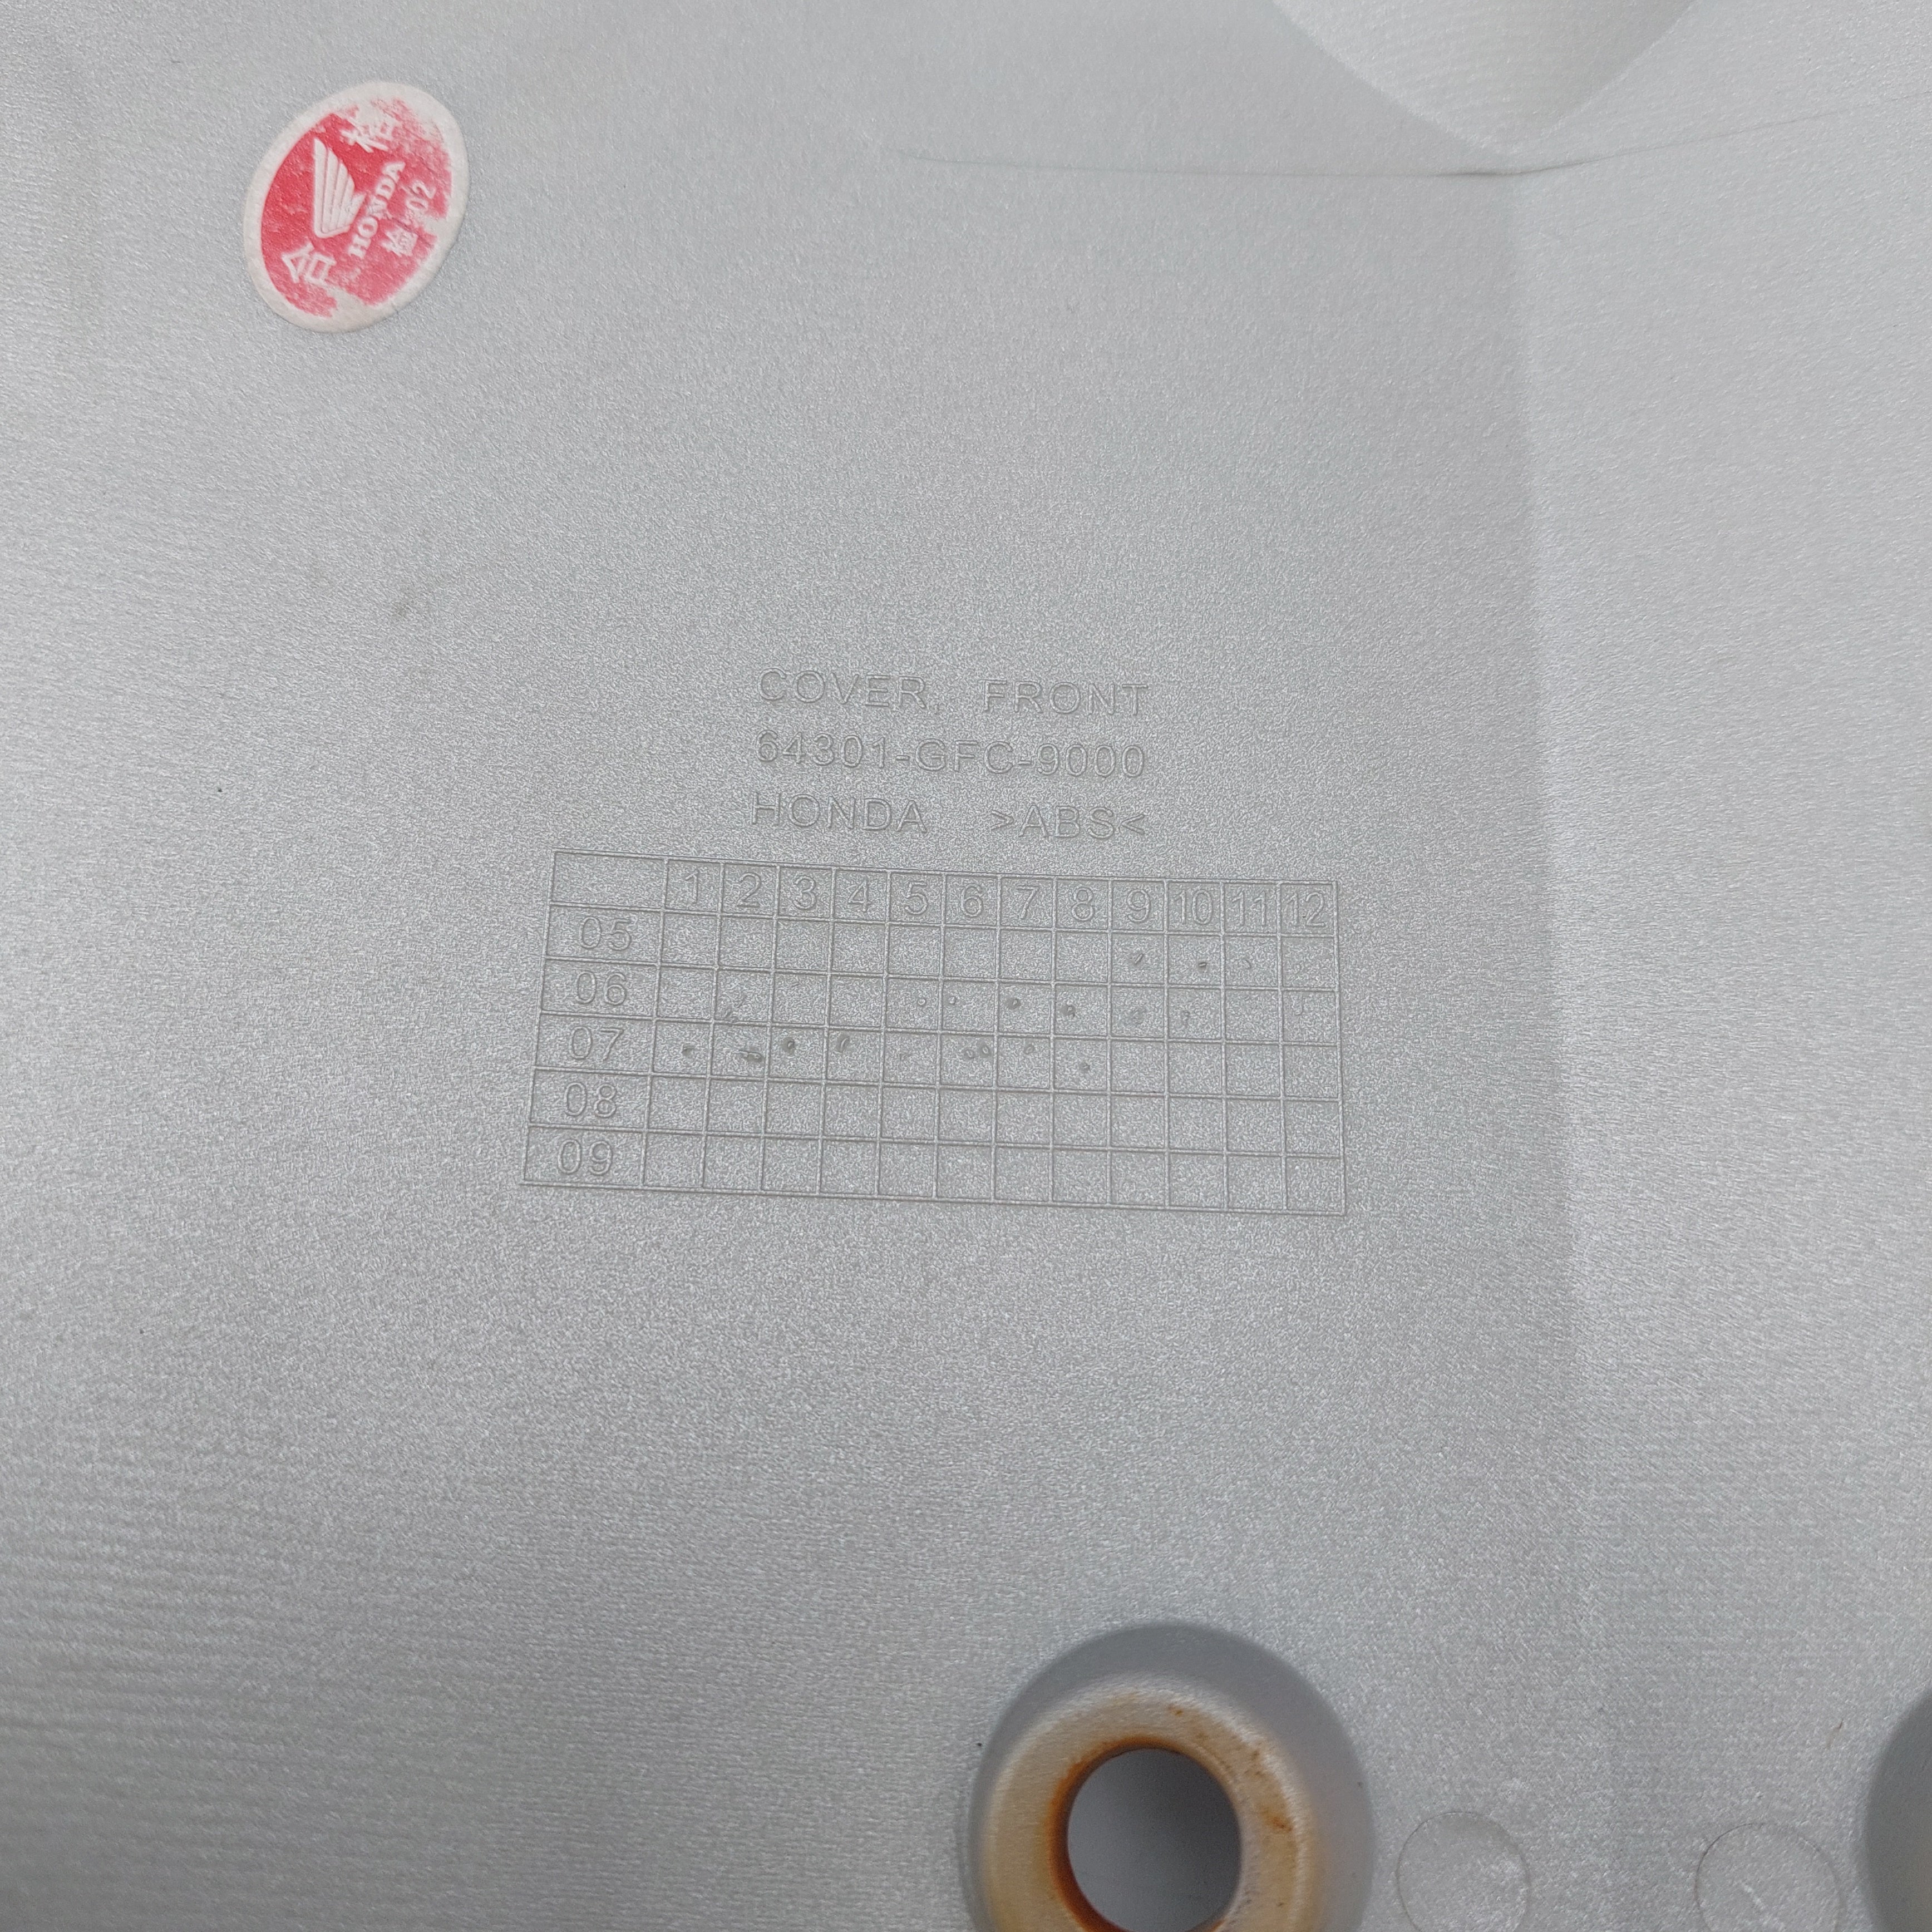 合格
HONDA
检 02
COVER, FRONT
64301-GFC-9000
HONDA >ABS<
1 2 3 4 5 6 7 8 9 10 11 12
05
06
07
08
09